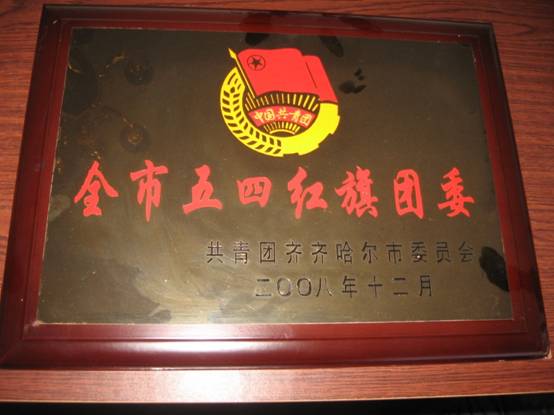 中国共青团
全市五四红旗团委
共青团齐齐哈尔市委员会
二〇〇八年十二月